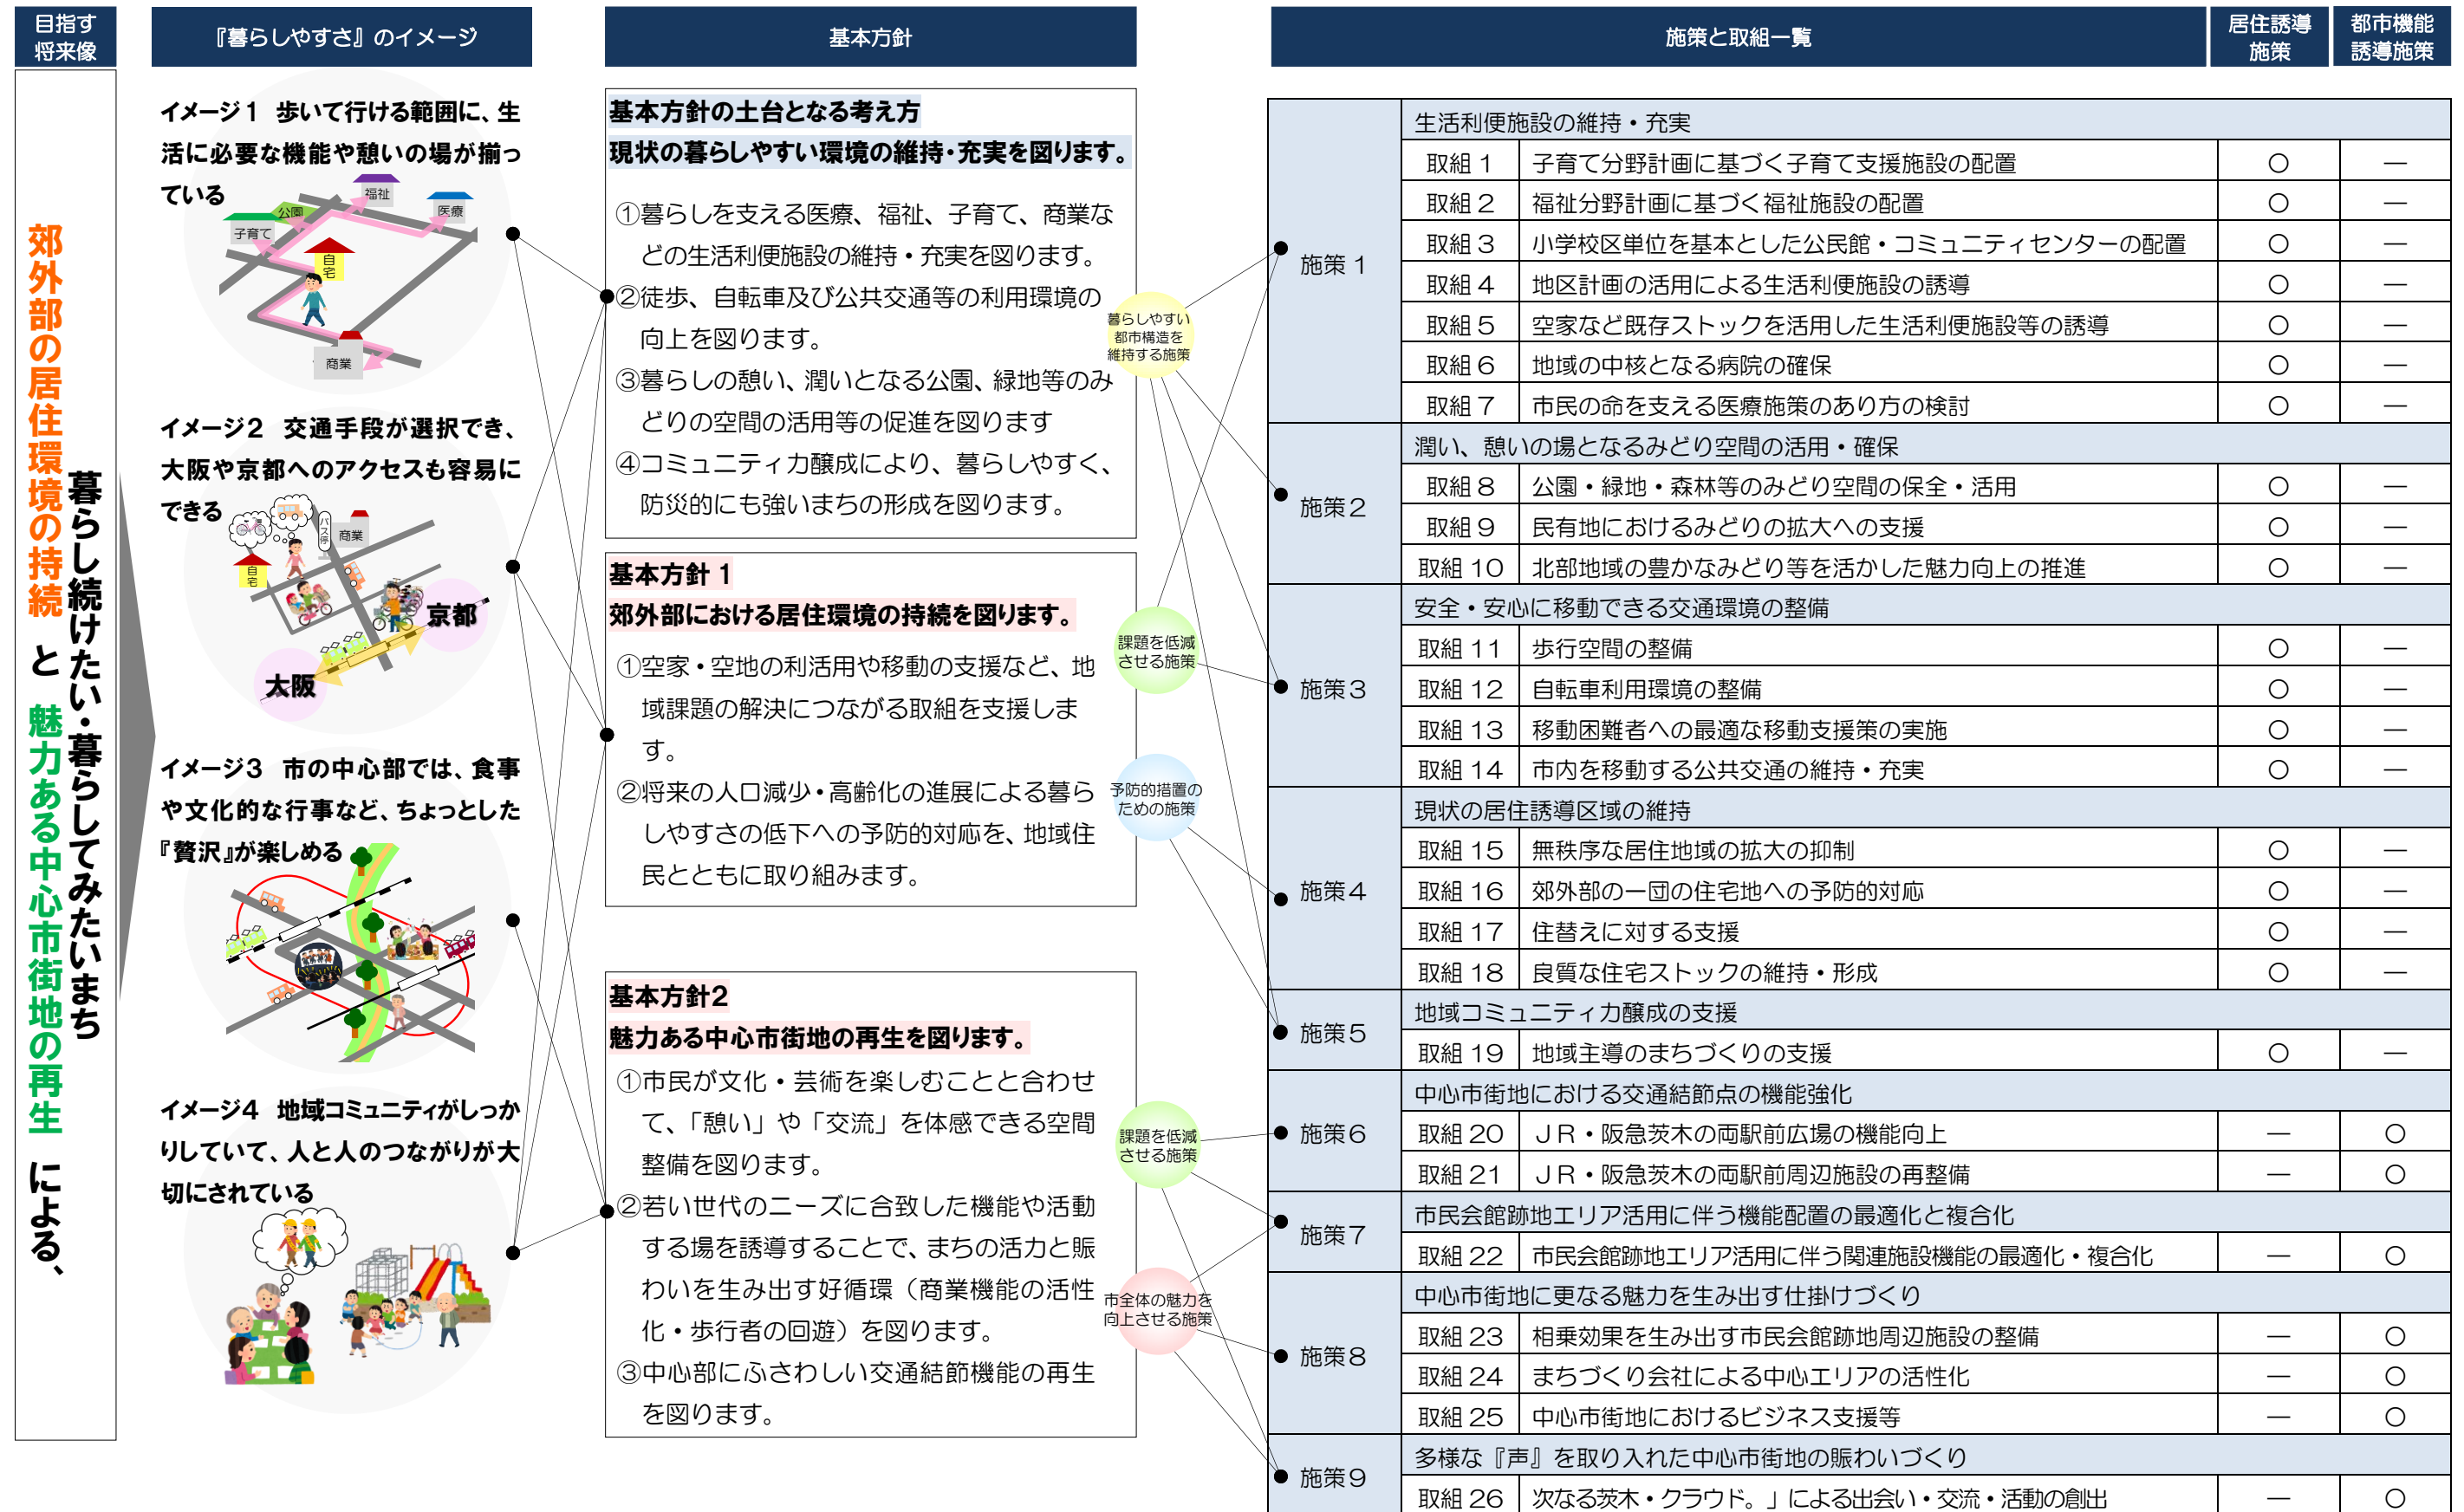 目指す
将来像
『暮らしやすさ』のイメージ
基本方針
施策と取組一覧
居住誘導
施策
都市機能
誘導施策
郊外部の居住環境の持続 と 魅力ある中心市街地の再生 による、
暮らし続けたい・暮らしてみたいまち
イメージ1 歩いて行ける範囲に、生
活に必要な機能や憩いの場が揃っ
ている
福祉
医療
公園
子育て
自宅
商業
イメージ2 交通手段が選択でき、
大阪や京都へのアクセスも容易に
できる
バス停
商業
自宅
京都
大阪
イメージ3 市の中心部では、食事
や文化的な行事など、ちょっとした
『贅沢』が楽しめる
イメージ4 地域コミュニティがしっか
りしていて、人と人のつながりが大
切にされている
基本方針の土台となる考え方
現状の暮らしやすい環境の維持・充実を図ります。
①暮らしを支える医療、福祉、子育て、商業な
どの生活利便施設の維持・充実を図ります。
②徒歩、自転車及び公共交通等の利用環境の
向上を図ります。
③暮らしの憩い、潤いとなる公園、緑地等のみ
どりの空間の活用等の促進を図ります
④コミュニティ力醸成により、暮らしやすく、
防災的にも強いまちの形成を図ります。
基本方針1
郊外部における居住環境の持続を図ります。
①空家・空地の利活用や移動の支援など、地
域課題の解決につながる取組を支援しま
す。
②将来の人口減少・高齢化の進展による暮ら
しやすさの低下への予防的対応を、地域住
民とともに取り組みます。
基本方針2
魅力ある中心市街地の再生を図ります。
①市民が文化・芸術を楽しむことと合わせ
て、「憩い」や「交流」を体感できる空間
整備を図ります。
②若い世代のニーズに合致した機能や活動
する場を誘導することで、まちの活力と賑
わいを生み出す好循環（商業機能の活性
化・歩行者の回遊）を図ります。
③中心部にふさわしい交通結節機能の再生
を図ります。
暮らしやすい
都市構造を
維持する施策
課題を低減
させる施策
予防的措置の
ための施策
課題を低減
させる施策
市全体の魅力を
向上させる施策
施策1
生活利便施設の維持・充実
取組1 子育て分野計画に基づく子育て支援施設の配置 ○ ―
取組2 福祉分野計画に基づく福祉施設の配置 ○ ―
取組3 小学校区単位を基本とした公民館・コミュニティセンターの配置 ○ ―
取組4 地区計画の活用による生活利便施設の誘導 ○ ―
取組5 空家など既存ストックを活用した生活利便施設等の誘導 ○ ―
取組6 地域の中核となる病院の確保 ○ ―
取組7 市民の命を支える医療施策のあり方の検討 ○ ―
施策2
潤い、憩いの場となるみどり空間の活用・確保
取組8 公園・緑地・森林等のみどり空間の保全・活用 ○ ―
取組9 民有地におけるみどりの拡大への支援 ○ ―
取組10 北部地域の豊かなみどり等を活かした魅力向上の推進 ○ ―
施策3
安全・安心に移動できる交通環境の整備
取組11 歩行空間の整備 ○ ―
取組12 自転車利用環境の整備 ○ ―
取組13 移動困難者への最適な移動支援策の実施 ○ ―
取組14 市内を移動する公共交通の維持・充実 ○ ―
施策4
現状の居住誘導区域の維持
取組15 無秩序な居住地域の拡大の抑制 ○ ―
取組16 郊外部の一団の住宅地への予防的対応 ○ ―
取組17 住替えに対する支援 ○ ―
取組18 良質な住宅ストックの維持・形成 ○ ―
施策5
地域コミュニティ力醸成の支援
取組19 地域主導のまちづくりの支援 ○ ―
施策6
中心市街地における交通結節点の機能強化
取組20 ＪＲ・阪急茨木の両駅前広場の機能向上 ― ○
取組21 ＪＲ・阪急茨木の両駅前周辺施設の再整備 ― ○
施策7
市民会館跡地エリア活用に伴う機能配置の最適化と複合化
取組22 市民会館跡地エリア活用に伴う関連施設機能の最適化・複合化 ― ○
施策8
中心市街地に更なる魅力を生み出す仕掛けづくり
取組23 相乗効果を生み出す市民会館跡地周辺施設の整備 ― ○
取組24 まちづくり会社による中心エリアの活性化 ― ○
取組25 中心市街地におけるビジネス支援等 ― ○
施策9
多様な『声』を取り入れた中心市街地の賑わいづくり
取組26 次なる茨木・クラウド。」による出会い・交流・活動の創出 ― ○